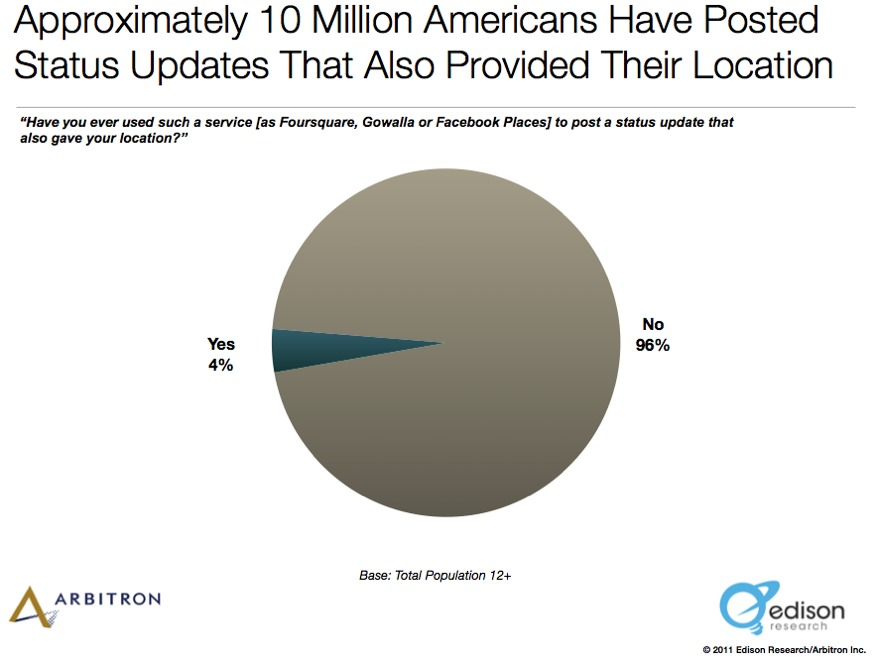 Approximately 10 Million Americans Have Posted
Status Updates That Also Provided Their Location
“Have you ever used such a service [as Foursquare, Gowalla or Facebook Places] to post a status update that
also gave your location?”
Yes
4%
No
96%
Base: Total Population 12+
ARBITRON
edison
research
© 2011 Edison Research/Arbitron Inc.